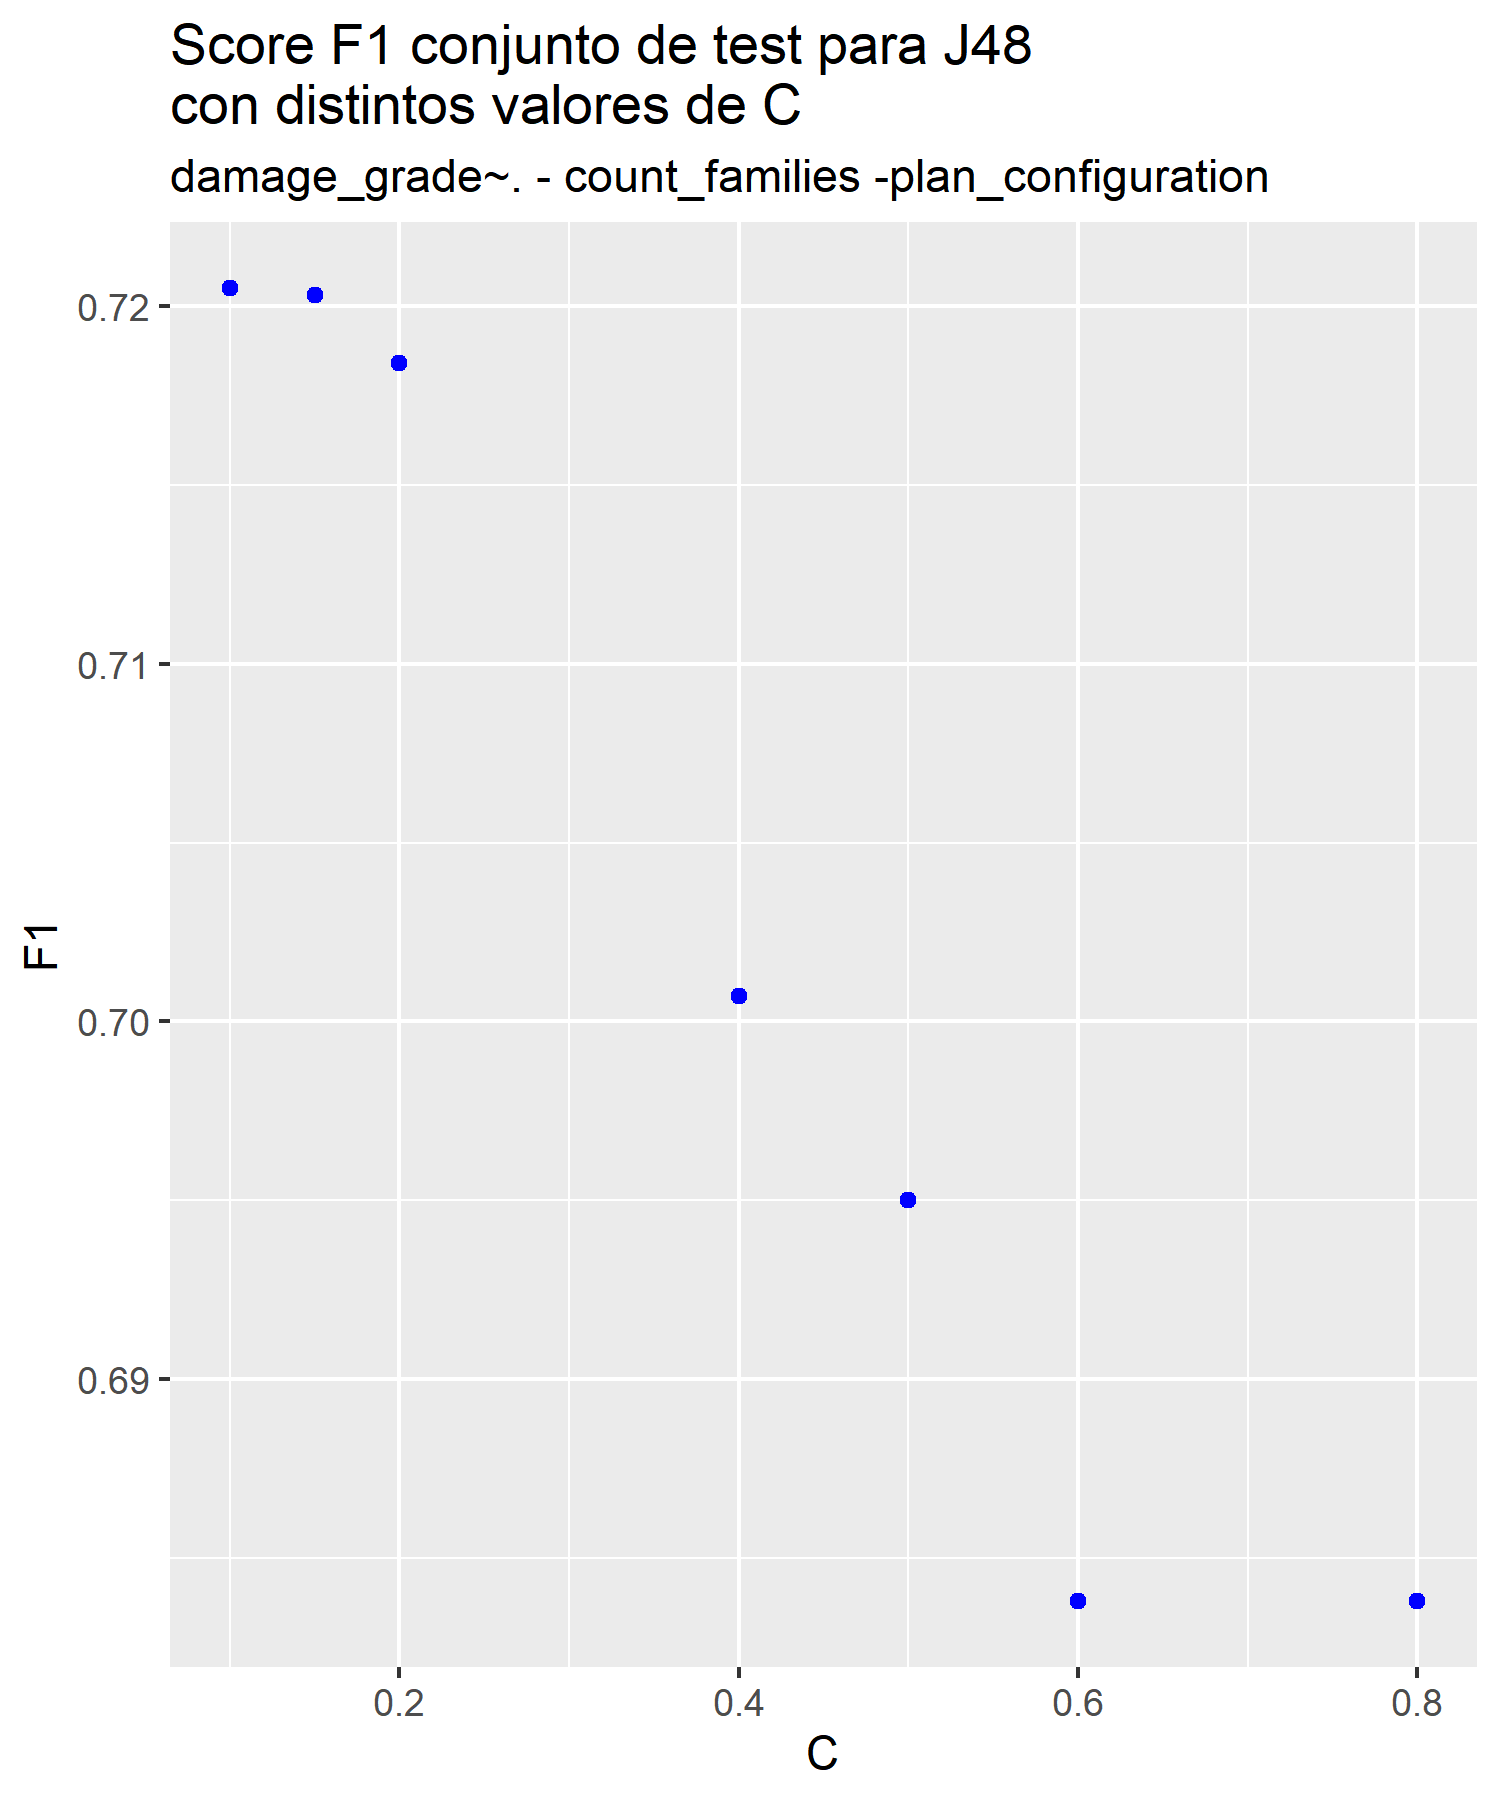 Score F1 conjunto de test para J48
con distintos valores de C
damage_grade~. - count_families -plan_configuration
0.72
0.71
0.70
0.69
F1
0.2 0.4 0.6 0.8
C